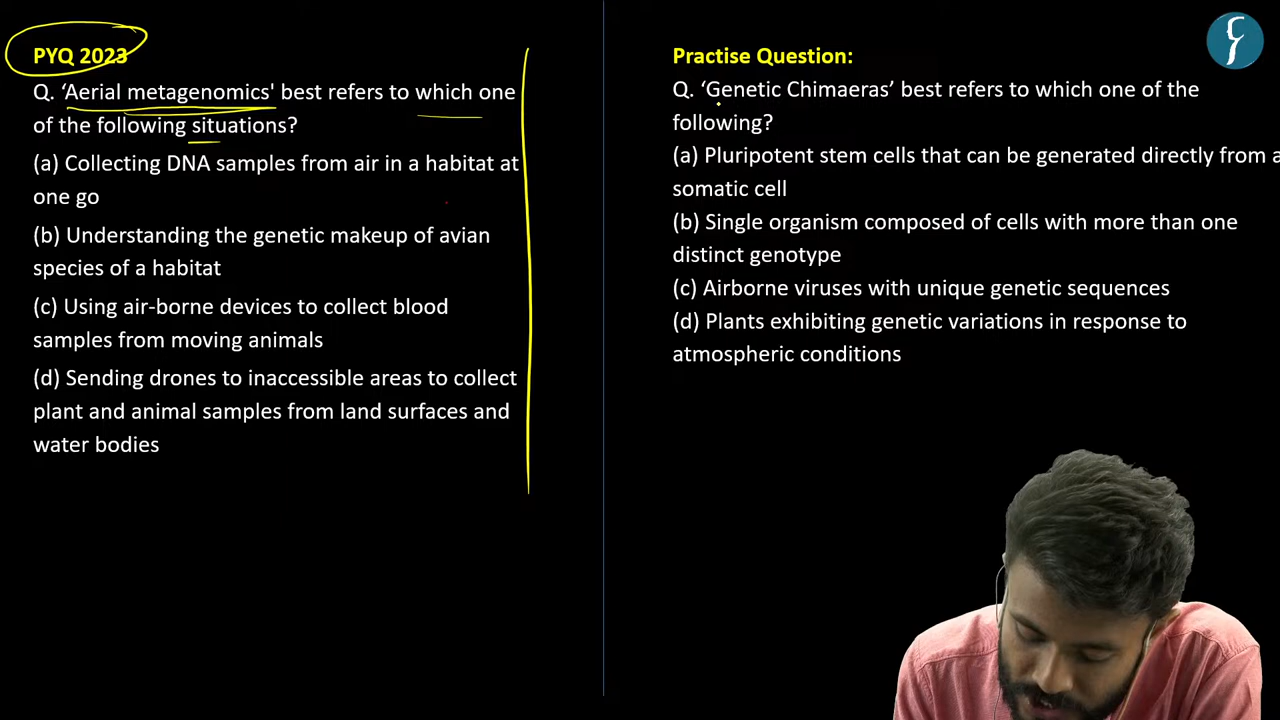 PYQ 2023
Q. ‘Aerial metagenomics' best refers to which one
of the following situations?
(a) Collecting DNA samples from air in a habitat at
one go
(b) Understanding the genetic makeup of avian
species of a habitat
(c) Using air-borne devices to collect blood
samples from moving animals
(d) Sending drones to inaccessible areas to collect
plant and animal samples from land surfaces and
water bodies
Practise Question:
Q. ‘Genetic Chimaeras’ best refers to which one of the
following?
(a) Pluripotent stem cells that can be generated directly from a
somatic cell
(b) Single organism composed of cells with more than one
distinct genotype
(c) Airborne viruses with unique genetic sequences
(d) Plants exhibiting genetic variations in response to
atmospheric conditions